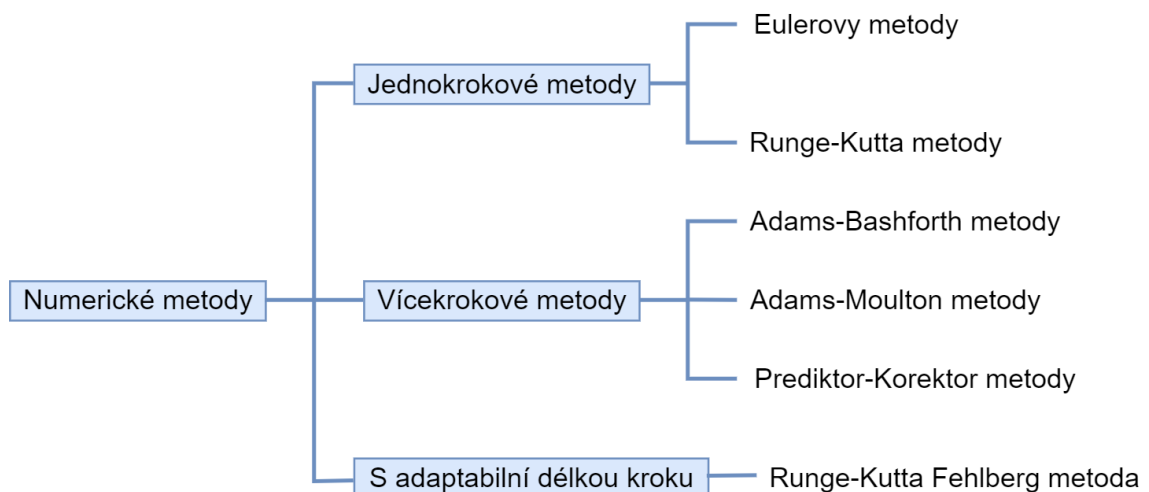 Eulerovy metody
Jednokrokové metody
Runge-Kutta metody
Adams-Bashforth metody
Numerické metody
Vícekrokové metody
Adams-Moulton metody
Prediktor-Korektor metody
S adaptabilní délkou kroku
Runge-Kutta Fehlberg metoda